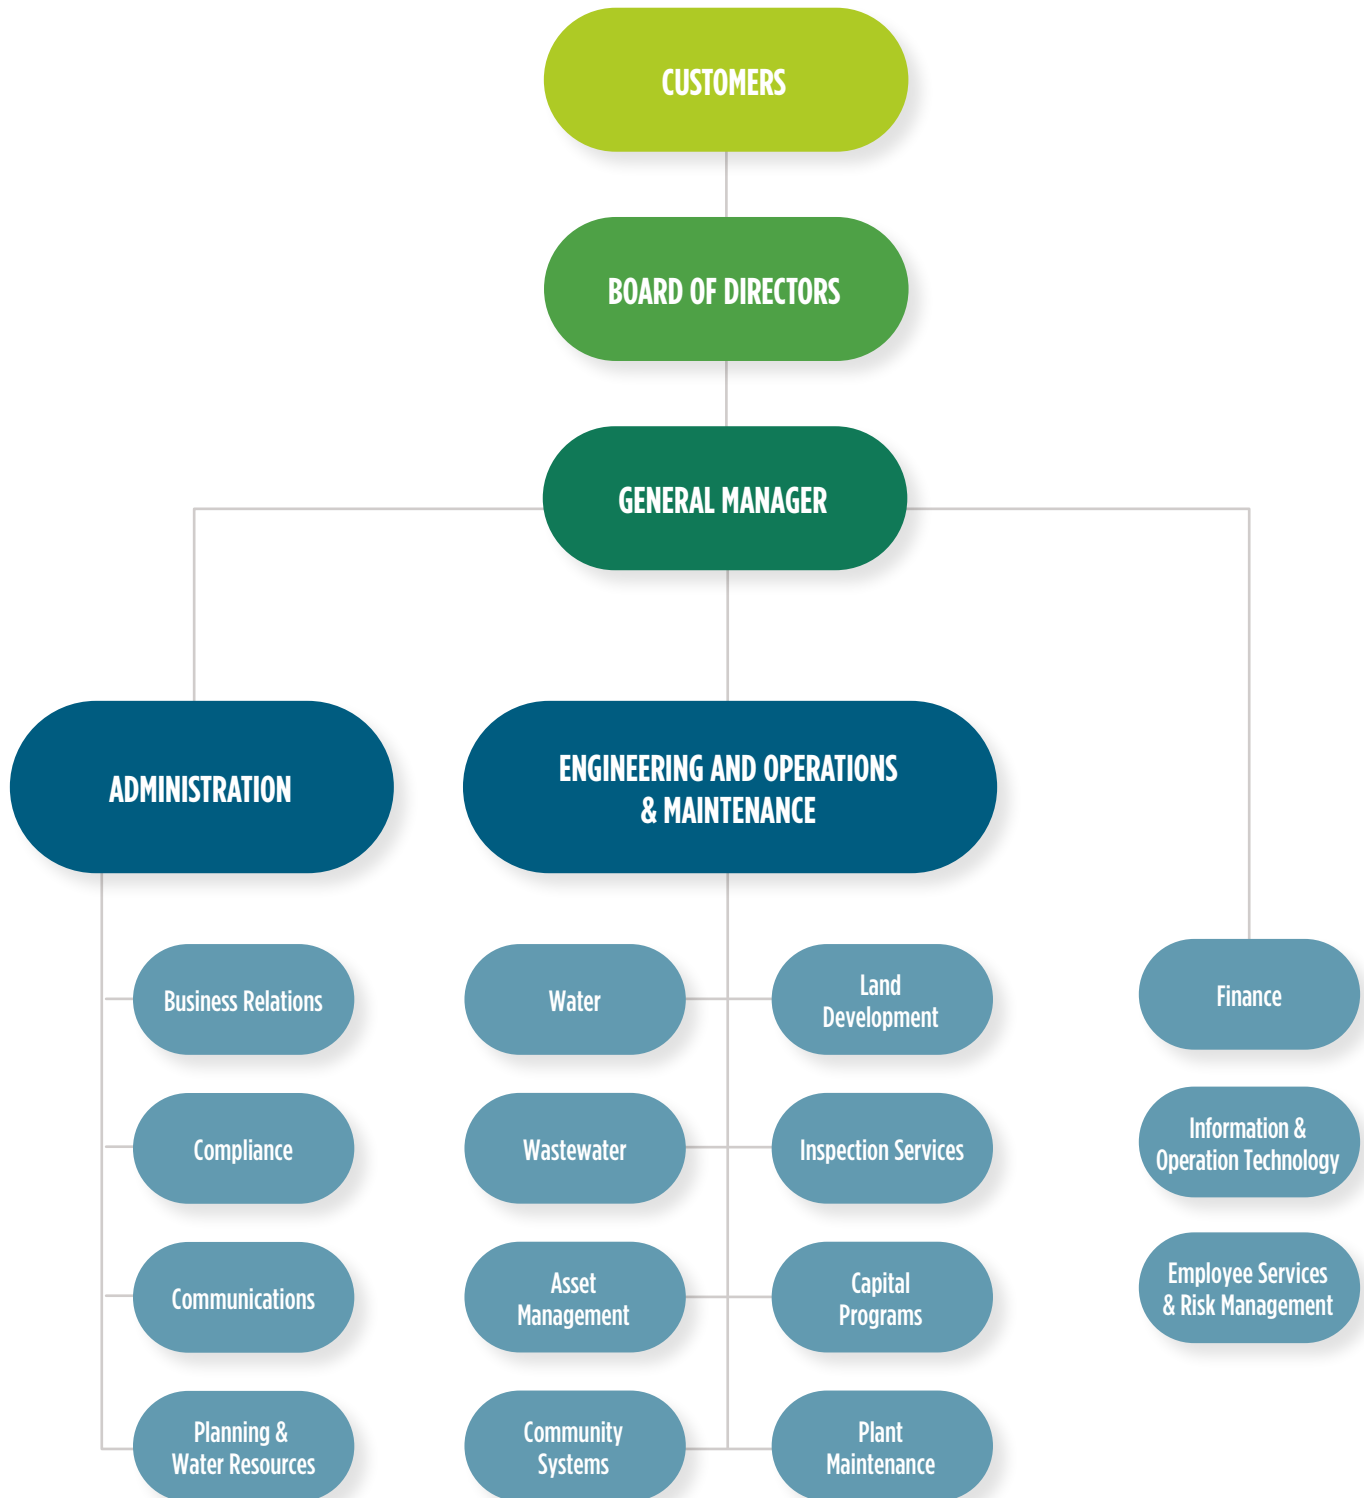 CUSTOMERS
BOARD OF DIRECTORS
GENERAL MANAGER
ADMINISTRATION
ENGINEERING AND OPERATIONS
& MAINTENANCE
Business Relations
Compliance
Communications
Planning &
Water Resources
Water
Wastewater
Asset
Management
Community
Systems
Land
Development
Inspection Services
Capital
Programs
Plant
Maintenance
Finance
Information &
Operation Technology
Employee Services
& Risk Management